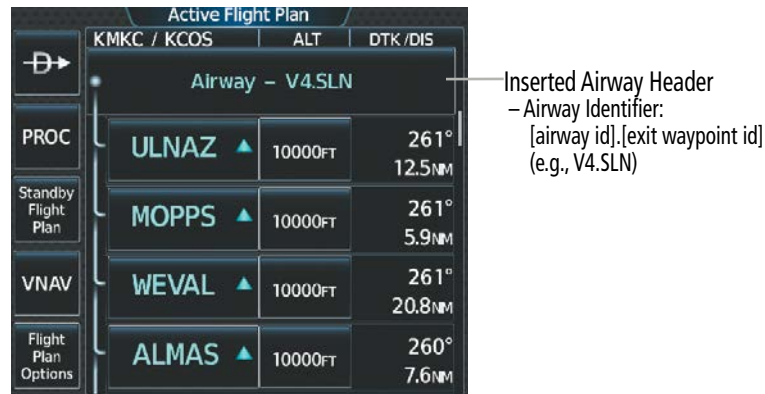 Active Flight Plan
KMKC / KCOS ALT DTK/DIS
Airway – V4.SLN
PROC
ULNAZ 10000FT 261°
12.5NM
Standby
Flight
Plan
MOPPS 10000FT 261°
5.9NM
VNAV
WEVAL 10000FT 261°
20.8NM
Flight
Plan
Options
ALMAS 10000FT 260°
7.6NM
Inserted Airway Header
– Airway Identifier:
[airway id].[exit waypoint id]
(e.g., V4.SLN)